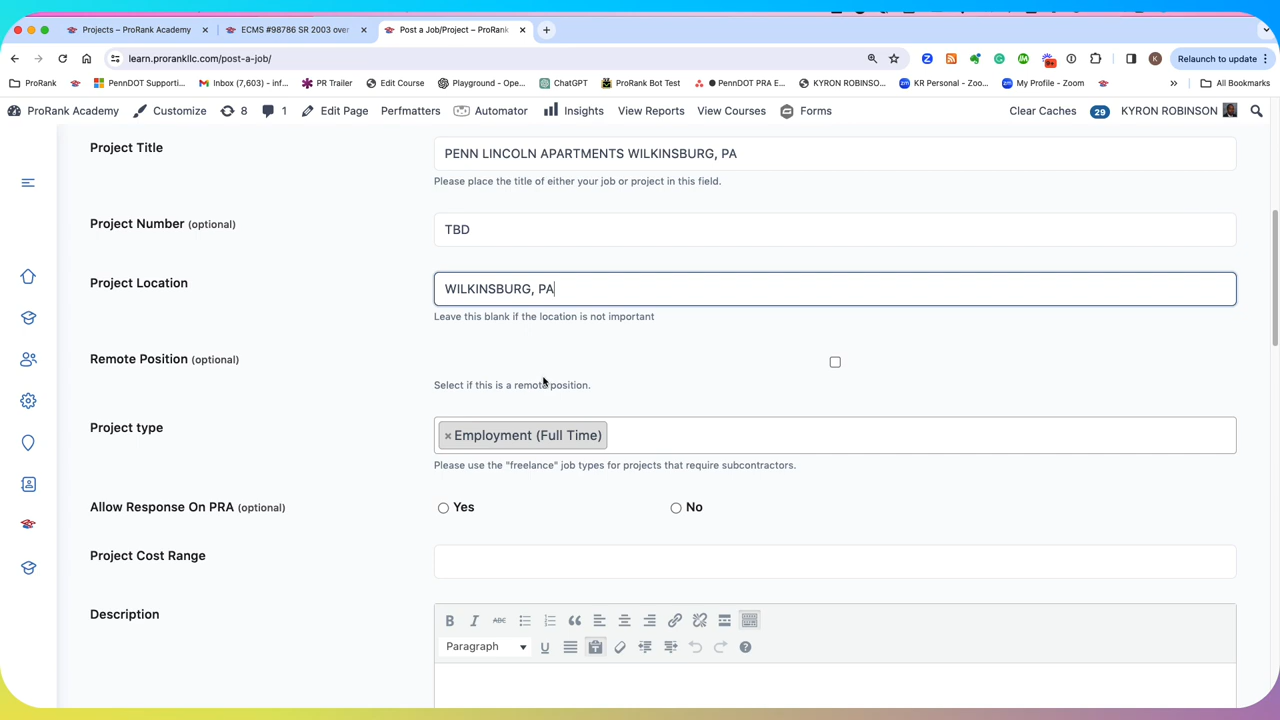 Projects – ProRank Academy
ECMS #98786 SR 2003 over
Post a Job/Project – ProRank
learn.prorankllc.com/post-a-job/
Relaunch to update
ProRank
PennDOT Supporti...
Gmail Inbox (7,603) - inf...
PR Trailer
Edit Course
Playground - Ope...
ChatGPT
ProRank Bot Test
PennDOT PRA E...
KYRON ROBINSO...
KR Personal - Zoo...
My Profile - Zoom
»
All Bookmarks
ProRank Academy
Customize
8
1
Edit Page
Perfmatters
Automator
Insights
View Reports
View Courses
Forms
Clear Caches
29
KYRON ROBINSON
Project Title
PENN LINCOLN APARTMENTS WILKINSBURG, PA
Please place the title of either your job or project in this field.
Project Number (optional)
TBD
Project Location
WILKINSBURG, PA
Leave this blank if the location is not important
Remote Position (optional)
Select if this is a remote position.
Project type
× Employment (Full Time)
Please use the "freelance" job types for projects that require subcontractors.
Allow Response On PRA (optional)
Yes
No
Project Cost Range
Description
B I ABC
Paragraph
U